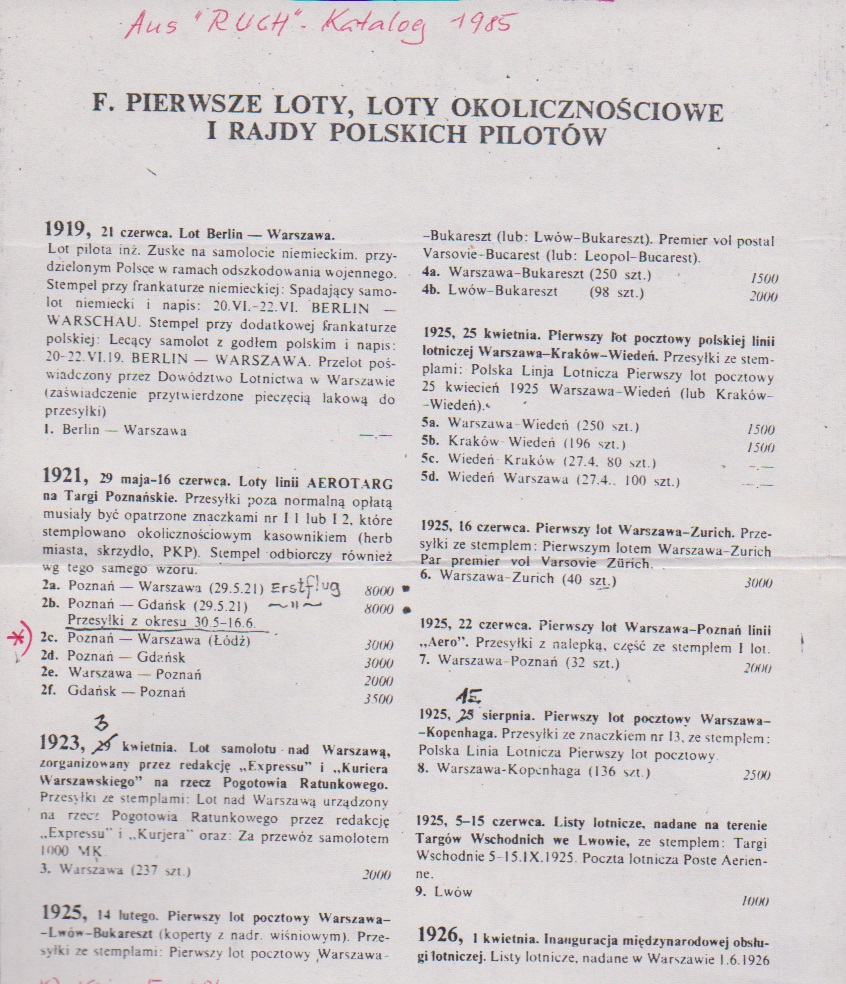 Aus "RUCH"- Katalog 1985
F. PIERWSZE LOTY, LOTY OKOLICZNOŚCIOWE
I RAJDY POLSKICH PILOTÓW
1919, 21 czerwca. Lot Berlin — Warszawa.
Lot pilota inż. Zuske na samolocie niemieckim. przy-
dzielonym Polsce w ramach odszkodowania wojennego.
Stempel przy frankaturze niemieckiej: Spadający samo-
lot niemiecki i napis: 20.VI.-22.VI. BERLIN —
WARSCHAU. Stempel przy dodatkowej frankaturze
polskiej: Lecący samolot z godłem polskim i napis:
20-22.VI.19. BERLIN — WARSZAWA. Przelot poś-
wiadczony przez Dowództwo Lotnictwa w Warszawie
(zaświadczenie przytwierdzone pieczęcią lakową do
przesyłki)
1. Berlin — Warszawa —.—
1921, 29 maja-16 czerwca. Loty linii AEROTARG
na Targi Poznańskie. Przesyłki poza normalną opłatą
musiały być opatrzone znaczkami nr I 1 lub I 2, które
stemplowano okolicznościowym kasownikiem (herb
miasta, skrzydło, PKP). Stempel odbiorczy również
wg tego samego wzoru.
2a. Poznań — Warszawa (29.5.21) Erstflug 8000
2b. Poznań — Gdańsk (29.5.21) ~"~ 8000
Przesyłki z okresu 30.5-16.6.
2c. Poznań — Warszawa (Łódź) 3000
2d. Poznań — Gdańsk 3000
2e. Warszawa — Poznań 2000
2f. Gdańsk — Poznań 3500
3
1923, 29 kwietnia. Lot samolotu nad Warszawą,
zorganizowany przez redakcję „Expressu” i „Kuriera
Warszawskiego” na rzecz Pogotowia Ratunkowego.
Przesyłki ze stemplami: Lot nad Warszawą urządzony
na rzecz Pogotowia Ratunkowego przez redakcję
„Expressu” i „Kurjera” oraz: Za przewóz samolotem
1000 MK.
3. Warszawa (237 szt.) 2000
1925, 14 lutego. Pierwszy lot pocztowy Warszawa-
-Lwów-Bukareszt (koperty z nadr. wiśniowym). Prze-
syłki ze stemplami: Pierwszy lot pocztowy Warszawa-
-Bukareszt (lub: Lwów-Bukareszt). Premier vol postal
Varsovie-Bucarest (lub: Leopol-Bucarest).
4a. Warszawa-Bukareszt (250 szt.) 1500
4b. Lwów-Bukareszt (98 szt.) 2000
1925, 25 kwietnia. Pierwszy lot pocztowy polskiej linii
lotniczej Warszawa-Kraków-Wiedeń. Przesyłki ze stem-
plami: Polska Linja Lotnicza Pierwszy lot pocztowy
25 kwiecień 1925 Warszawa-Wiedeń (lub Kraków-
-Wiedeń).
5a. Warszawa-Wiedeń (250 szt.) 1500
5b. Kraków-Wiedeń (196 szt.) 1500
5c. Wiedeń-Kraków (27.4. 80 szt.) —.—
5d. Wiedeń-Warszawa (27.4.. 100 szt.) —.—
1925, 16 czerwca. Pierwszy lot Warszawa-Zurich. Prze-
syłki ze stemplem: Pierwszym lotem Warszawa-Zurich
Par premier vol Varsovie Zürich.
6. Warszawa-Zurich (40 szt.) 3000
1925, 22 czerwca. Pierwszy lot Warszawa-Poznań linii
„Aero”. Przesyłki z nalepką, część ze stemplem I lot.
7. Warszawa-Poznań (32 szt.) 2000
15.
1925, 25 sierpnia. Pierwszy lot pocztowy Warszawa-
-Kopenhaga. Przesyłki ze znaczkiem nr 13, ze stemplem:
Polska Linia Lotnicza Pierwszy lot pocztowy.
8. Warszawa-Kopenhaga (136 szt.) 2500
1925, 5-15 czerwca. Listy lotnicze, nadane na terenie
Targów Wschodnich we Lwowie, ze stemplem: Targi
Wschodnie 5-15.IX.1925. Poczta lotnicza Poste Aerien-
ne.
9. Lwów 1000
1926, 1 kwietnia. Inauguracja międzynarodowej obsłu-
gi lotniczej. Listy lotnicze, nadane w Warszawie 1.6.1926